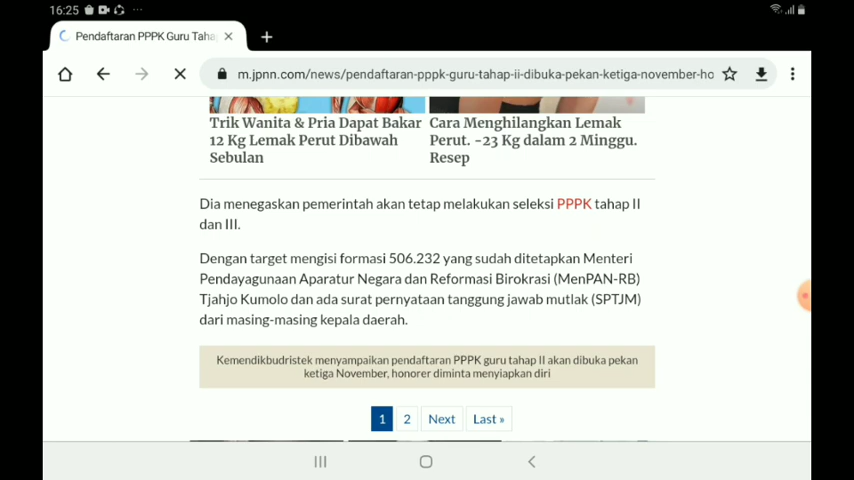 16:25
Pendaftaran PPPK Guru Taha
m.jpnn.com/news/pendaftaran-pppk-guru-tahap-ii-dibuka-pekan-ketiga-november-ho
Trik Wanita & Pria Dapat Bakar
12 Kg Lemak Perut Dibawah
Sebulan
Cara Menghilangkan Lemak
Perut. -23 Kg dalam 2 Minggu.
Resep
Dia menegaskan pemerintah akan tetap melakukan seleksi PPPK tahap II
dan III.
Dengan target mengisi formasi 506.232 yang sudah ditetapkan Menteri
Pendayagunaan Aparatur Negara dan Reformasi Birokrasi (MenPAN-RB)
Tjahjo Kumolo dan ada surat pernyataan tanggung jawab mutlak (SPTJM)
dari masing-masing kepala daerah.
Kemendikbudristek menyampaikan pendaftaran PPPK guru tahap II akan dibuka pekan
ketiga November, honorer diminta menyiapkan diri
1 2 Next Last »